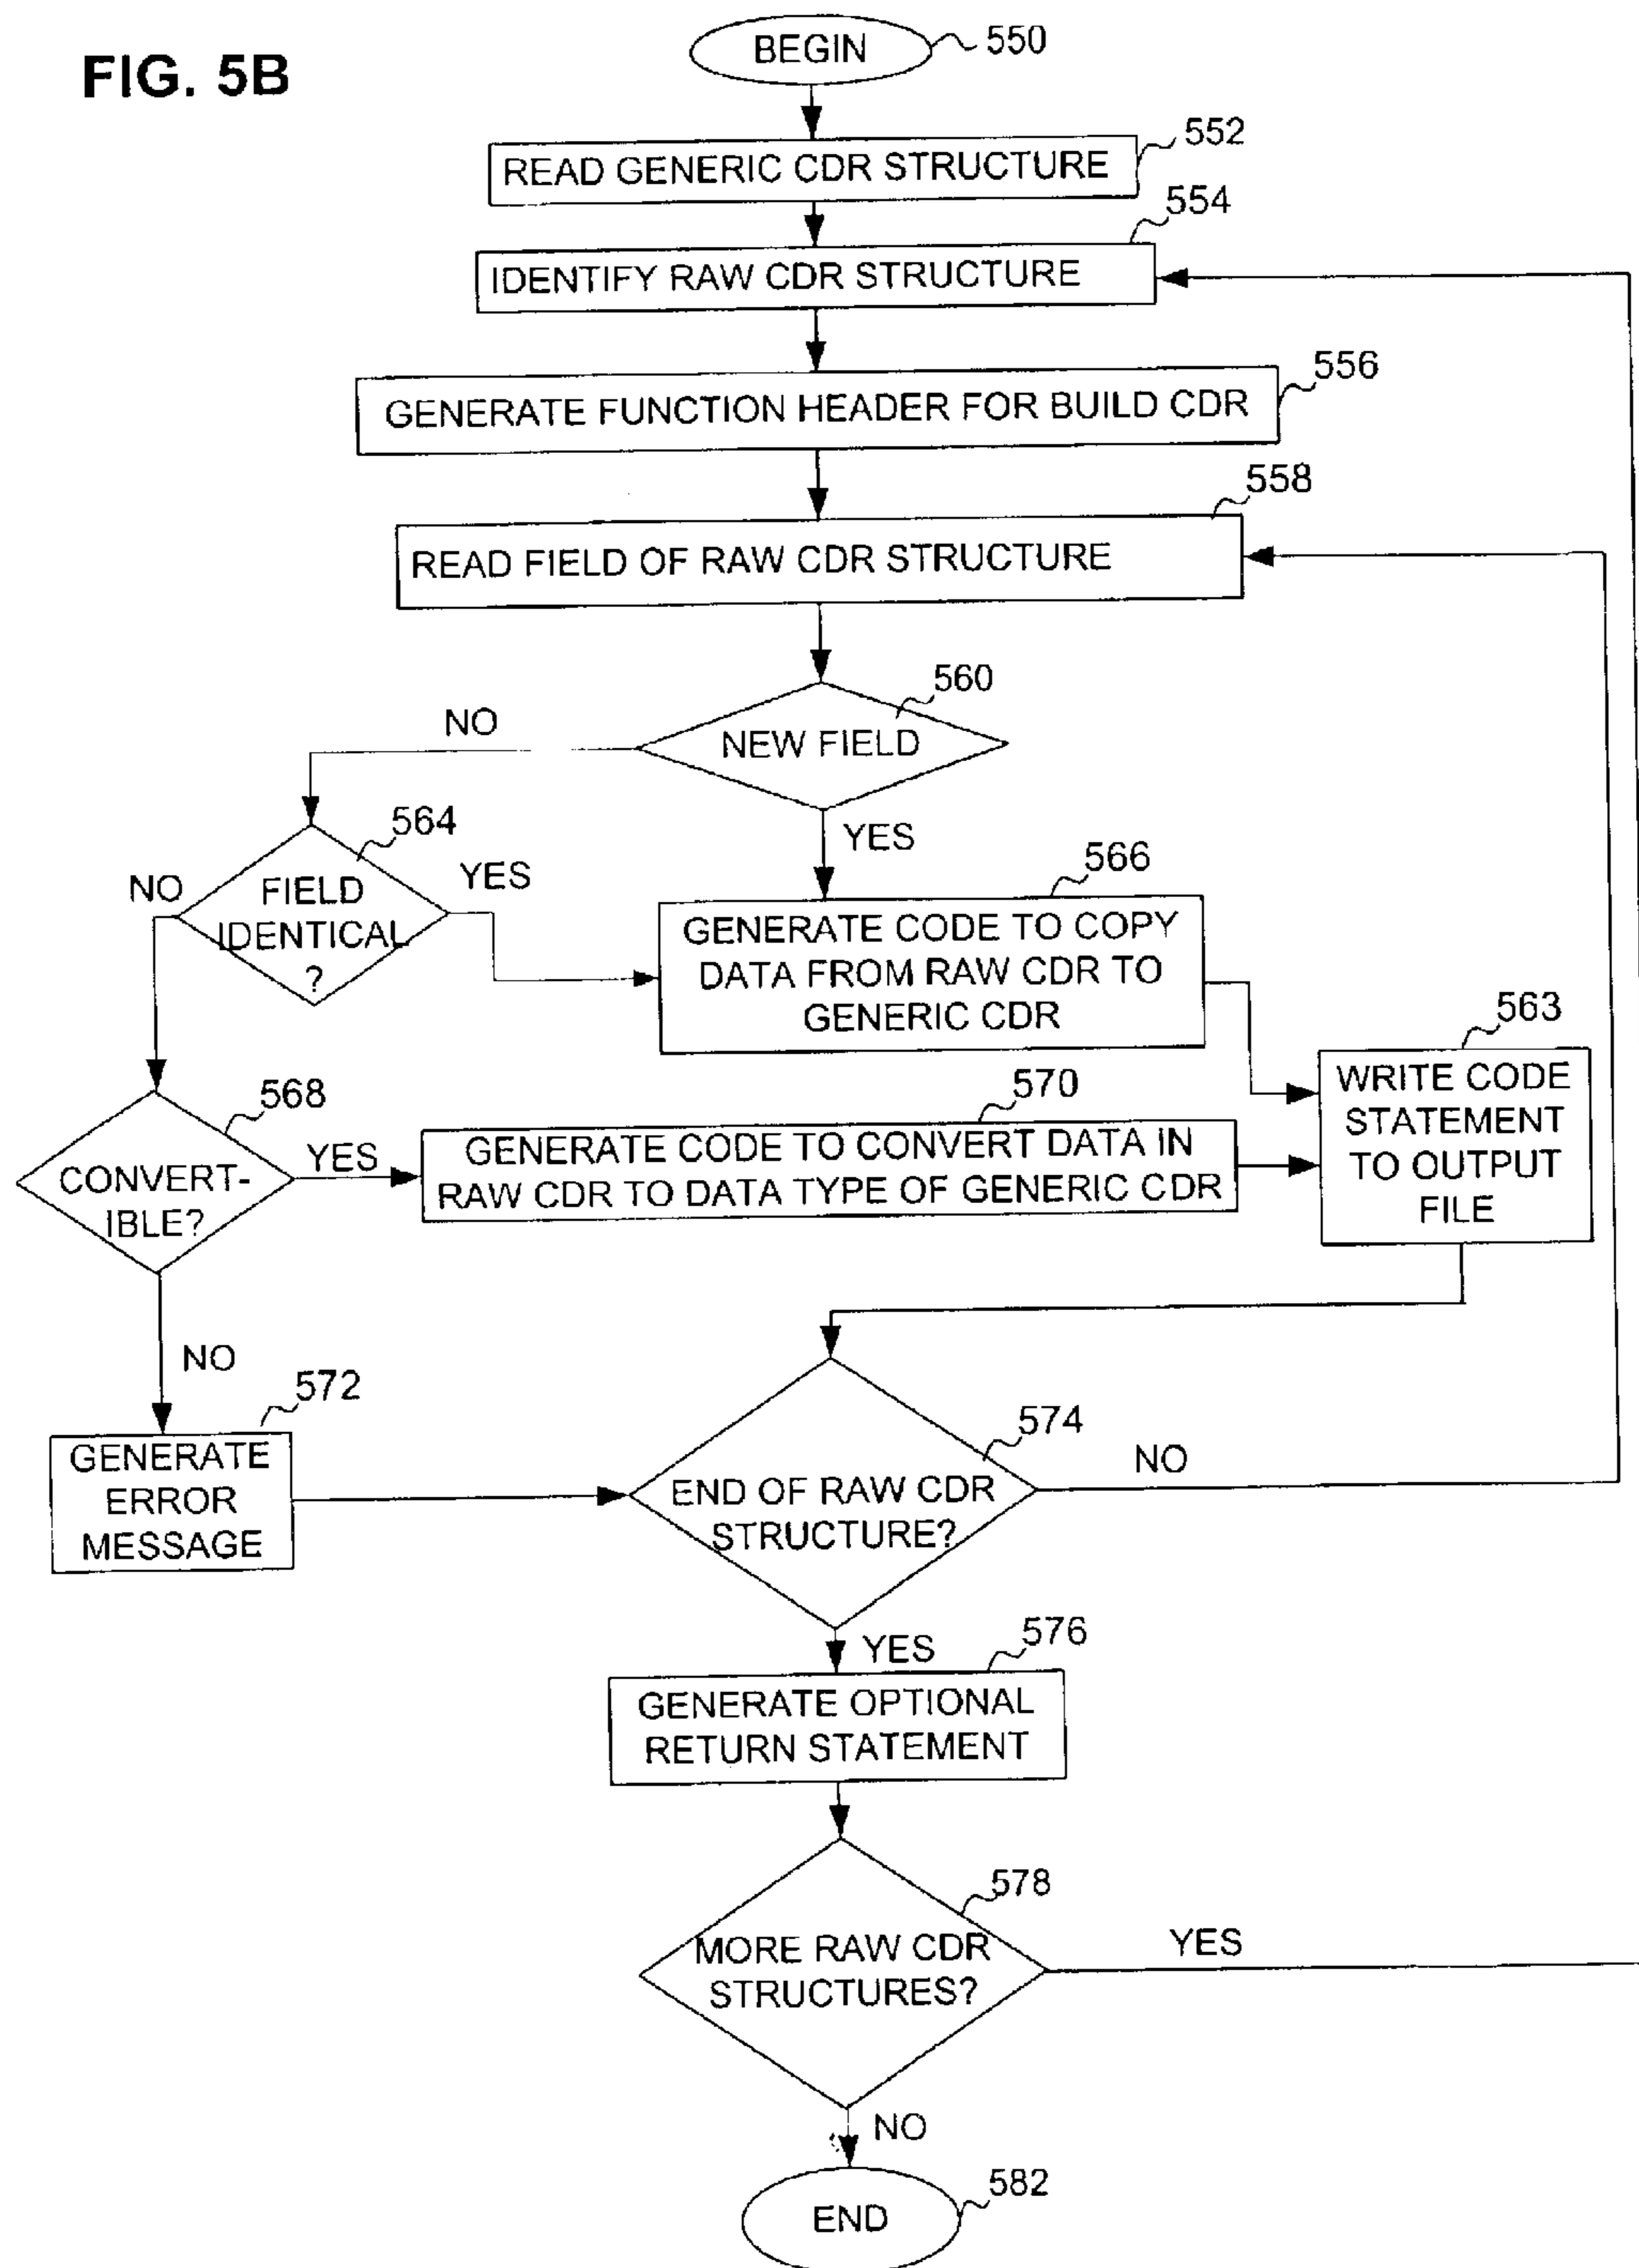 FIG. 5B
BEGIN
550
552
READ GENERIC CDR STRUCTURE
554
IDENTIFY RAW CDR STRUCTURE
556
GENERATE FUNCTION HEADER FOR BUILD CDR
558
READ FIELD OF RAW CDR STRUCTURE
560
NO
NEW FIELD
564
YES
NO
FIELD
IDENTICAL
?
YES
566
GENERATE CODE TO COPY
DATA FROM RAW CDR TO
GENERIC CDR
563
WRITE CODE
STATEMENT
TO OUTPUT
FILE
568
CONVERT-
IBLE?
YES
570
GENERATE CODE TO CONVERT DATA IN
RAW CDR TO DATA TYPE OF GENERIC CDR
NO
572
GENERATE
ERROR
MESSAGE
574
END OF RAW CDR
STRUCTURE?
NO
YES
576
GENERATE OPTIONAL
RETURN STATEMENT
578
MORE RAW CDR
STRUCTURES?
YES
NO
582
END